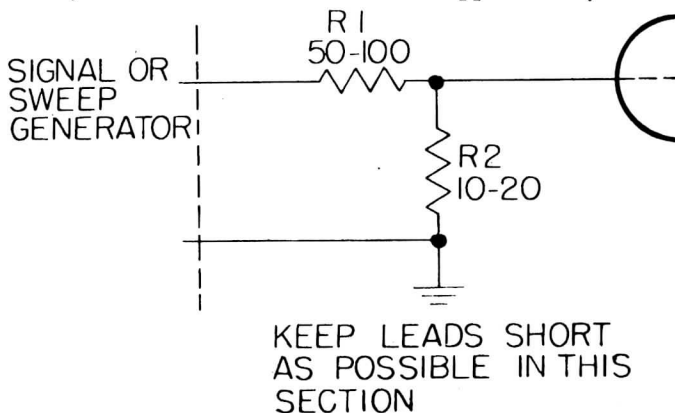 R1
50-100
SIGNAL OR
SWEEP
GENERATOR
R2
10-20
KEEP LEADS SHORT
AS POSSIBLE IN THIS
SECTION